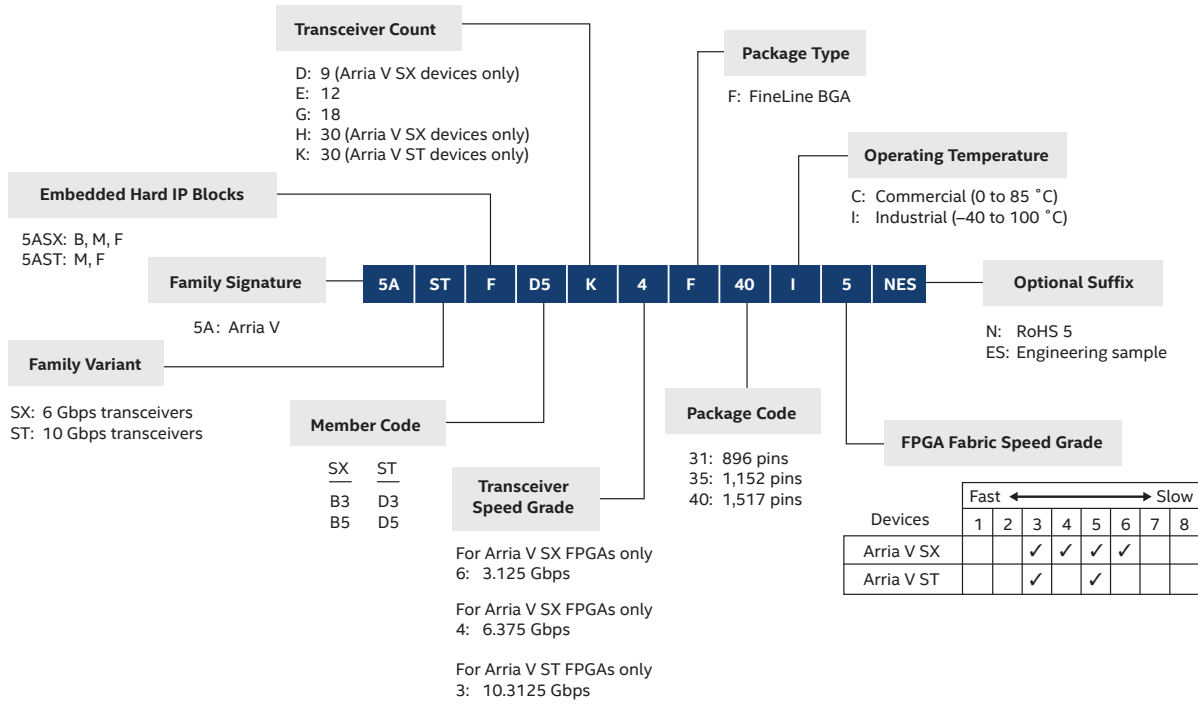 Transceiver Count
D: 9 (Arria V SX devices only)
E: 12
G: 18
H: 30 (Arria V SX devices only)
K: 30 (Arria V ST devices only)
Package Type
F: FineLine BGA
Operating Temperature
C: Commercial (0 to 85 °C)
I: Industrial (–40 to 100 °C)
Embedded Hard IP Blocks
5ASX: B, M, F
5AST: M, F
Family Signature
5A: Arria V
5A ST F D5 K 4 F 40 I 5 NES
Optional Suffix
N: RoHS 5
ES: Engineering sample
Family Variant
SX: 6 Gbps transceivers
ST: 10 Gbps transceivers
Member Code
SX ST
B3 D3
B5 D5
Transceiver
Speed Grade
For Arria V SX FPGAs only
6: 3.125 Gbps
For Arria V SX FPGAs only
4: 6.375 Gbps
For Arria V ST FPGAs only
3: 10.3125 Gbps
Package Code
31: 896 pins
35: 1,152 pins
40: 1,517 pins
FPGA Fabric Speed Grade
Fast Slow
Devices 1 2 3 4 5 6 7 8
Arria V SX ✓ ✓ ✓ ✓
Arria V ST ✓ ✓